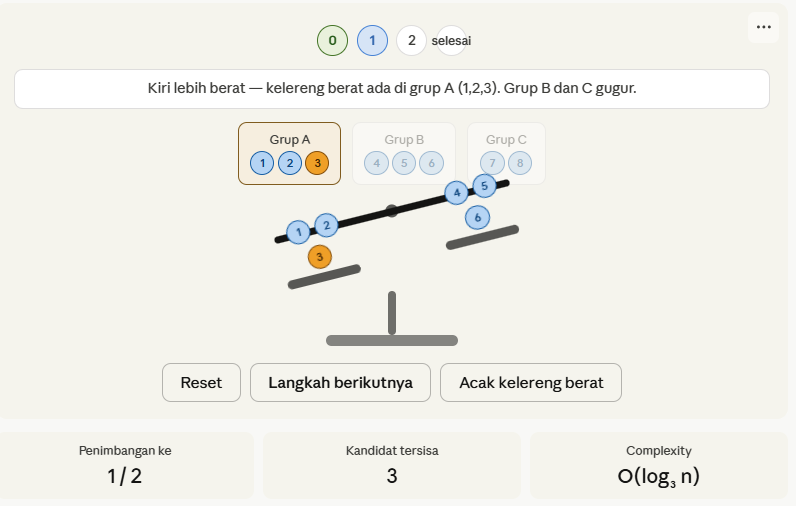 0 1 2 selesai
Kiri lebih berat — kelereng berat ada di grup A (1,2,3). Grup B dan C gugur.
Grup A Grup B Grup C
1 2 3 4 5 6 7 8
4 5
1 2 6
3
Reset Langkah berikutnya Acak kelereng berat
Penimbangan ke Kandidat tersisa Complexity
1 / 2 3 O(log₃ n)